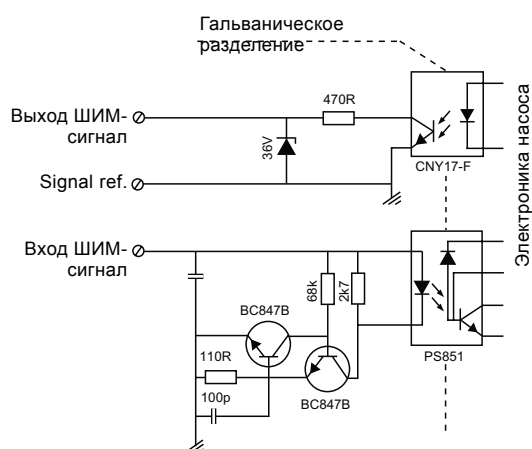 Гальваническое
разделение
470R
Выход ШИМ-
сигнал
36V
CNY17-F
Signal ref.
Электроника насоса
Вход ШИМ-
сигнал
68k
2k7
BC847B
110R
PS851
100p
BC847B